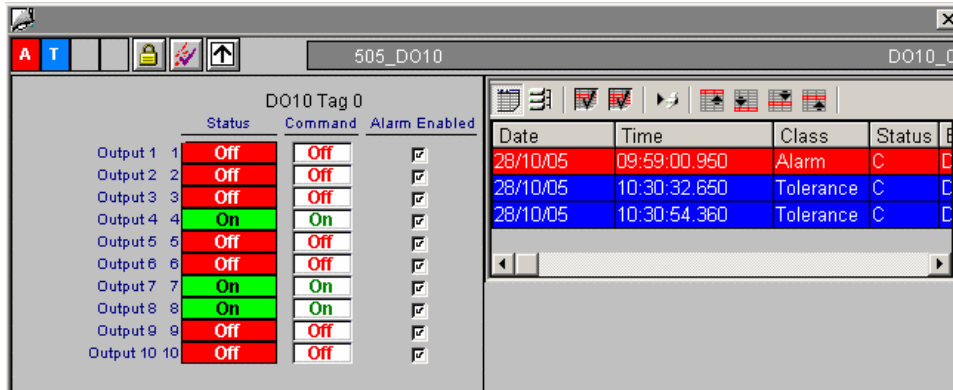 A T 505_DO10 DO10_0
DO10 Tag 0
Status Command Alarm Enabled
Output 1 1 Off Off
Output 2 2 Off Off
Output 3 3 Off Off
Output 4 4 On On
Output 5 5 Off Off
Output 6 6 Off Off
Output 7 7 On On
Output 8 8 On On
Output 9 9 Off Off
Output 10 10 Off Off
Date Time Class Status
28/10/05 09:59:00.950 Alarm C
28/10/05 10:30:32.650 Tolerance C
28/10/05 10:30:54.360 Tolerance C